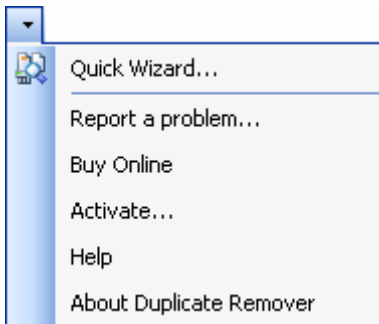 Quick Wizard...
Report a problem...
Buy Online
Activate...
Help
About Duplicate Remover